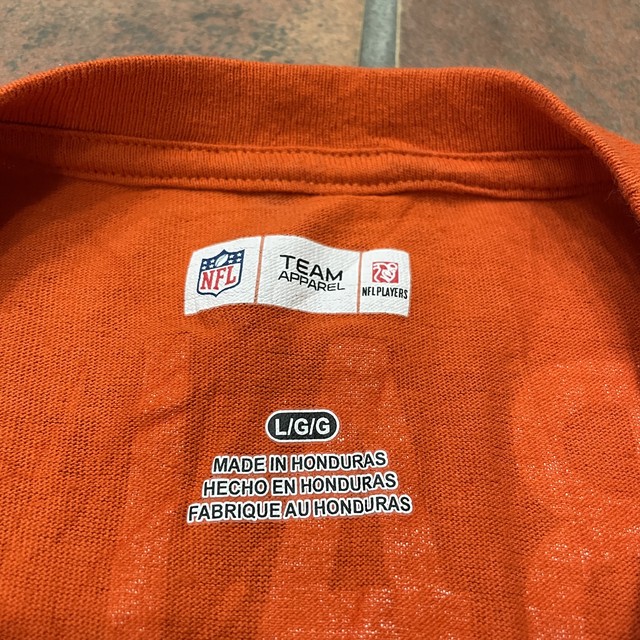 NFL
TEAM
APPAREL
NFL PLAYERS
L/G/G
MADE IN HONDURAS
HECHO EN HONDURAS
FABRIQUE AU HONDURAS